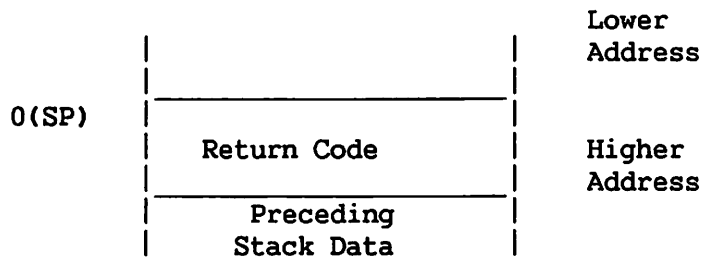 Lower
Address
0(SP)
Return Code
Higher
Address
Preceding
Stack Data